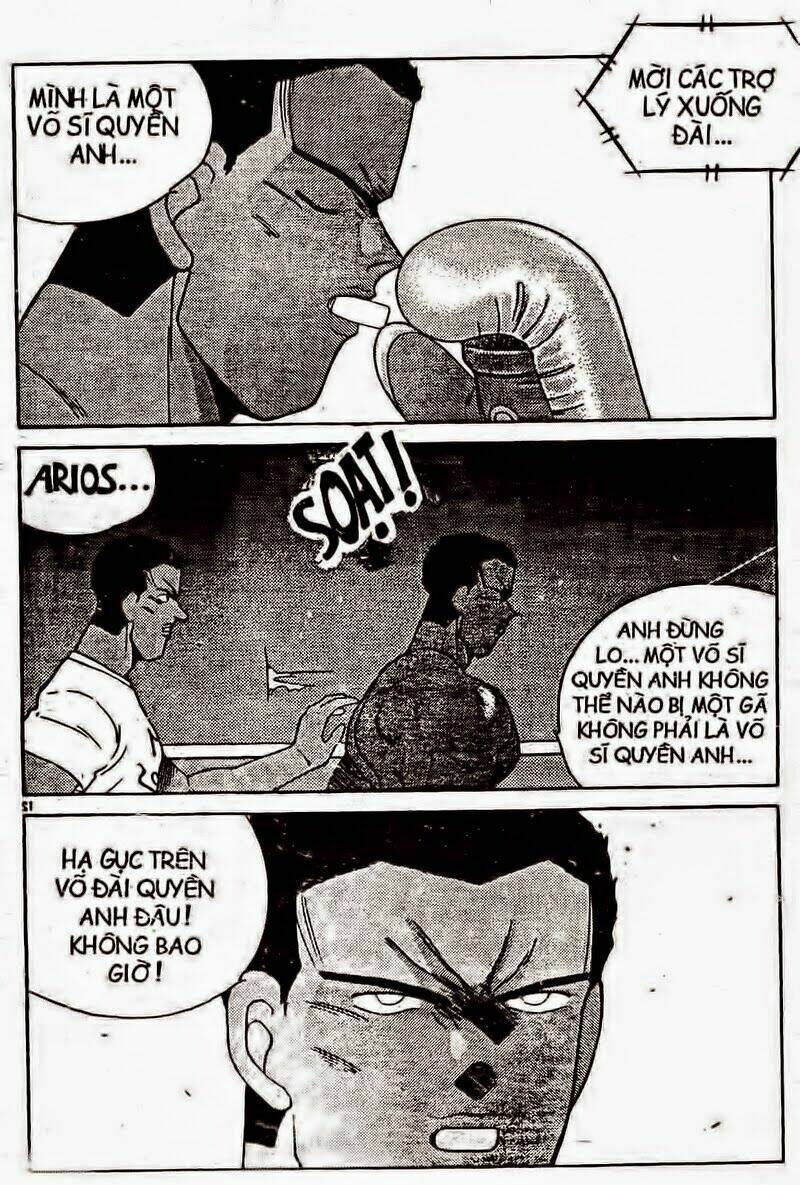 MÌNH LÀ MỘT
VÕ SĨ QUYỀN
ANH...
MỜI CÁC TRỢ
LÝ XUỐNG
ĐÀI...
ARIOS...
SOẠT!
ANH ĐỪNG
LO... MỘT VÕ SĨ
QUYỀN ANH KHÔNG
THỂ NÀO BỊ MỘT GÃ
KHÔNG PHẢI LÀ VÕ
SĨ QUYỀN ANH...
HẠ GỤC TRÊN
VÕ ĐÀI QUYỀN
ANH ĐÂU!
KHÔNG BAO
GIỜ!